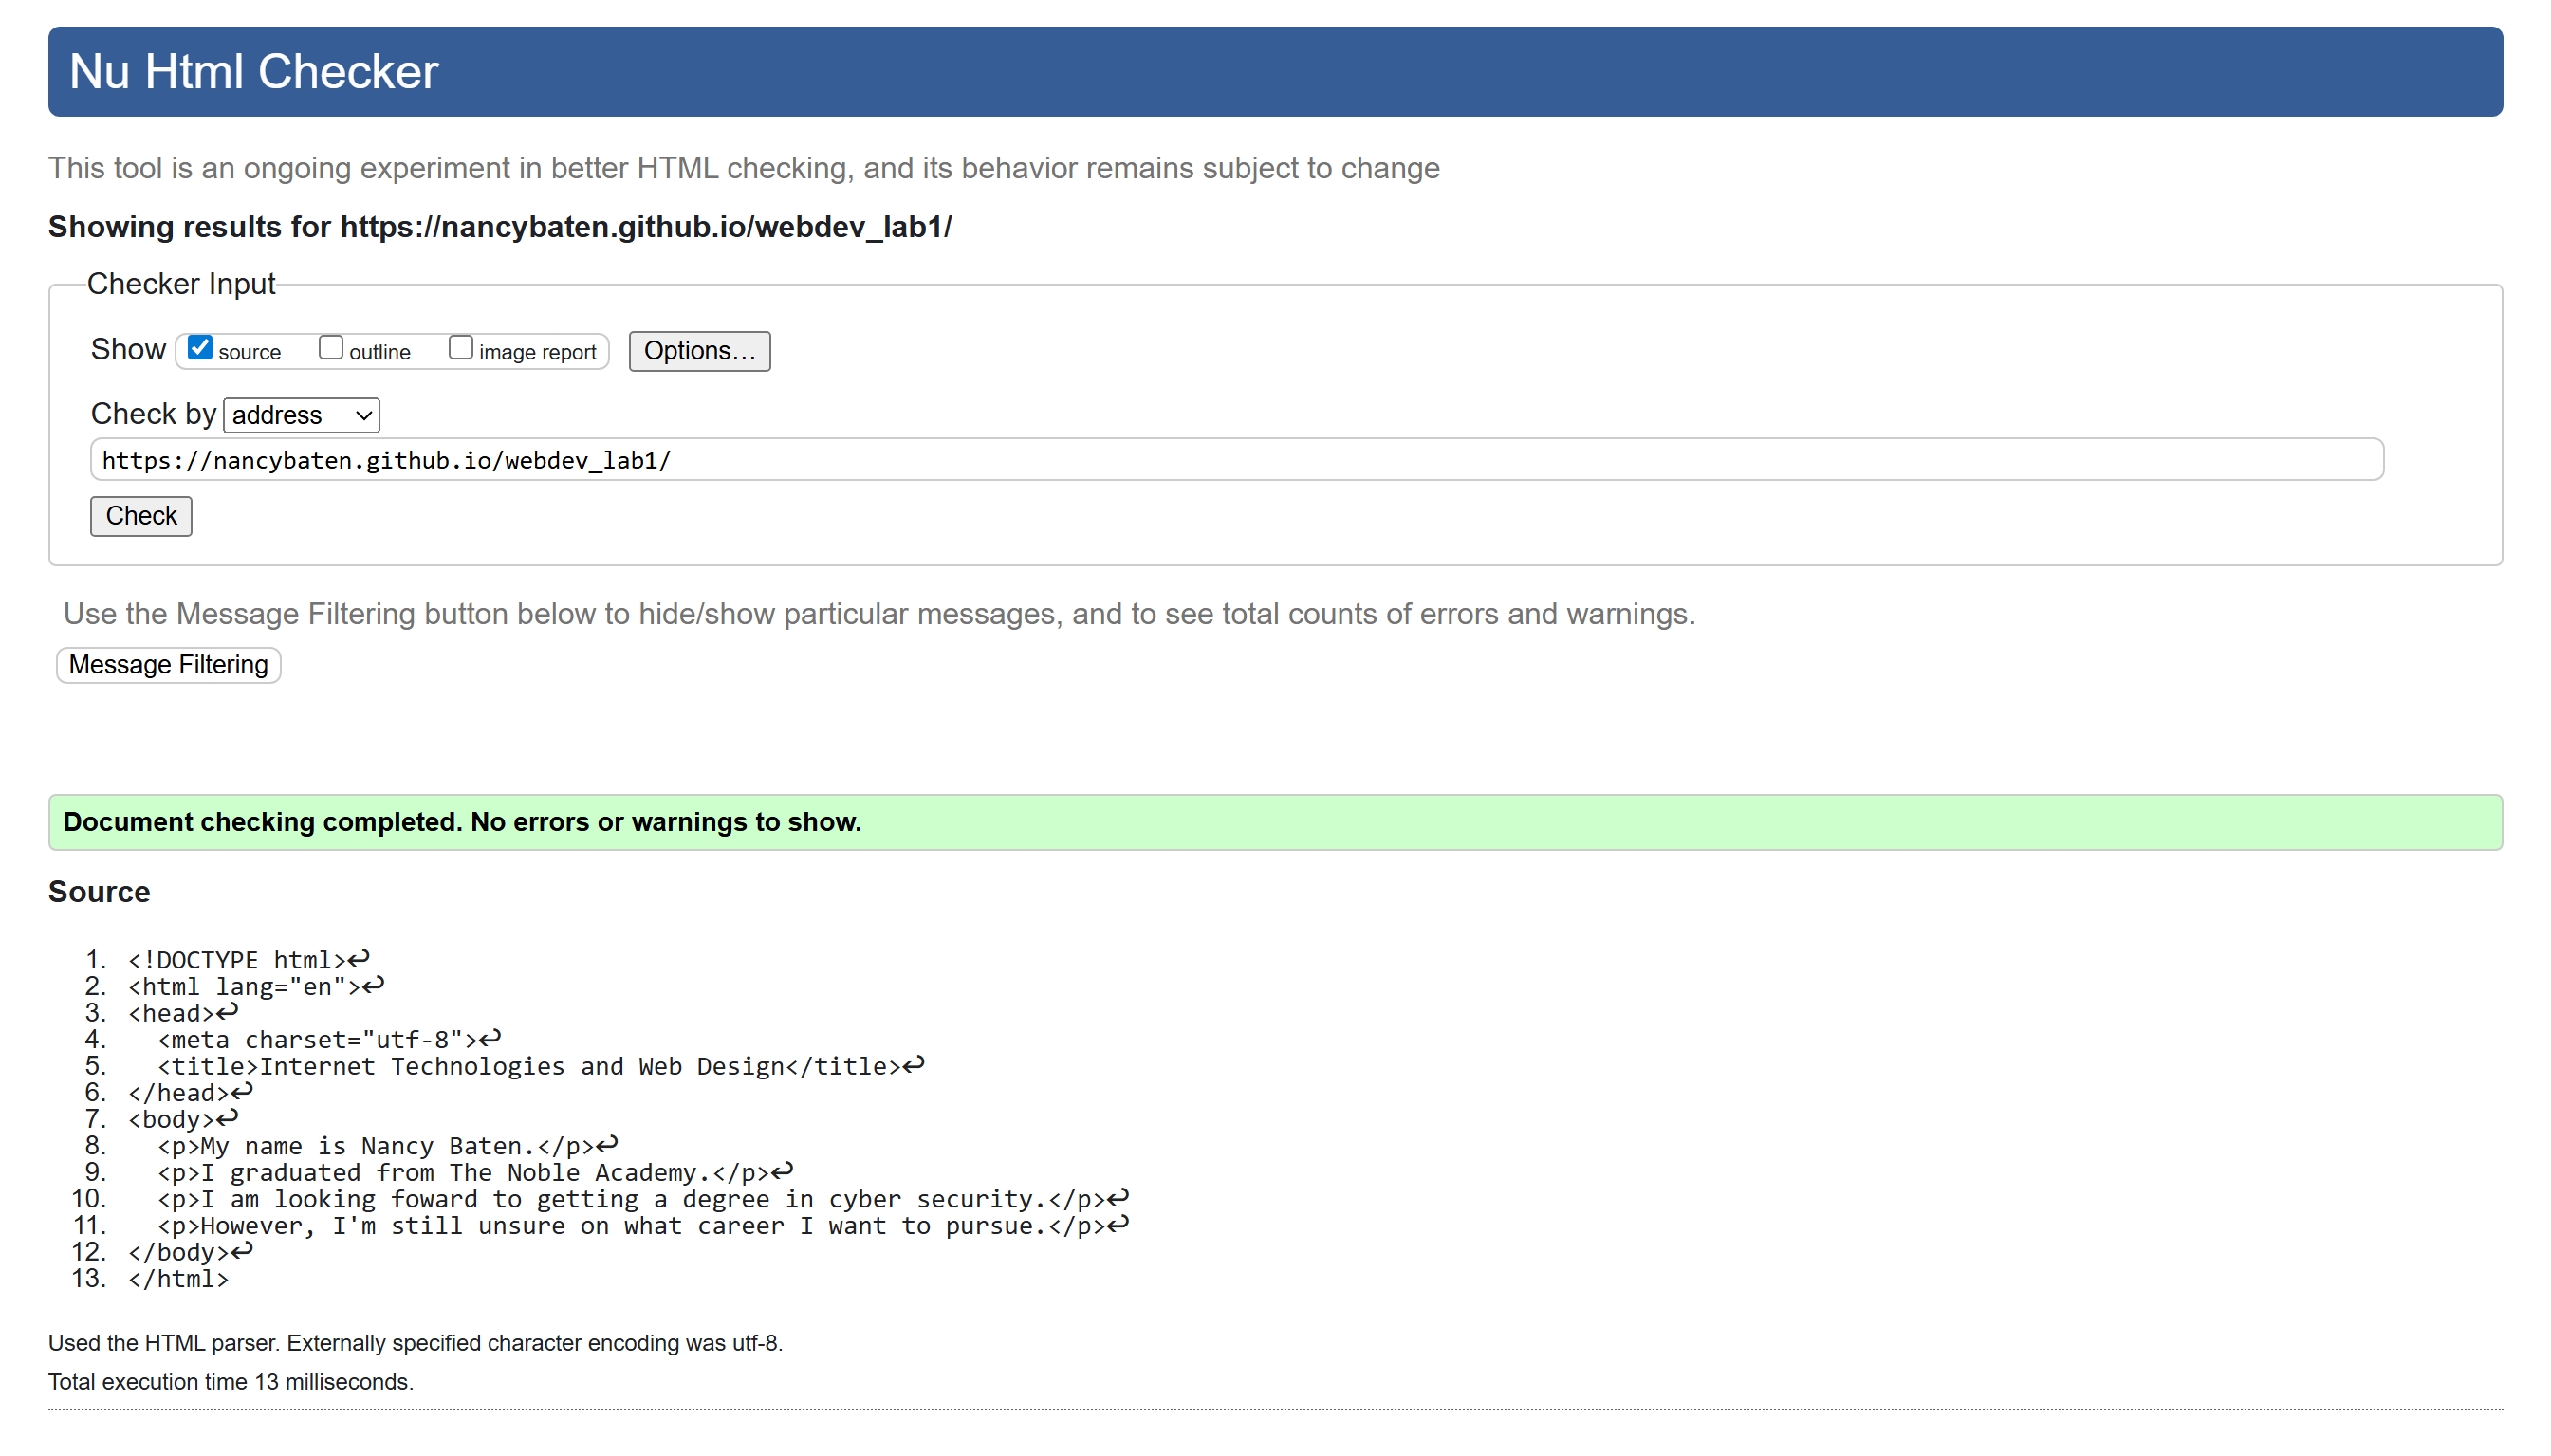 Nu Html Checker
This tool is an ongoing experiment in better HTML checking, and its behavior remains subject to change
Showing results for https://nancybaten.github.io/webdev_lab1/
Checker Input
Show source outline image report Options…
Check by address
https://nancybaten.github.io/webdev_lab1/
Check
Use the Message Filtering button below to hide/show particular messages, and to see total counts of errors and warnings.
Message Filtering
Document checking completed. No errors or warnings to show.
Source
1. <!DOCTYPE html>↩
2. <html lang="en">↩
3. <head>↩
4.   <meta charset="utf-8">↩
5.   <title>Internet Technologies and Web Design</title>↩
6. </head>↩
7. <body>↩
8.   <p>My name is Nancy Baten.</p>↩
9.   <p>I graduated from The Noble Academy.</p>↩
10.   <p>I am looking foward to getting a degree in cyber security.</p>↩
11.   <p>However, I'm still unsure on what career I want to pursue.</p>↩
12. </body>↩
13. </html>
Used the HTML parser. Externally specified character encoding was utf-8.
Total execution time 13 milliseconds.